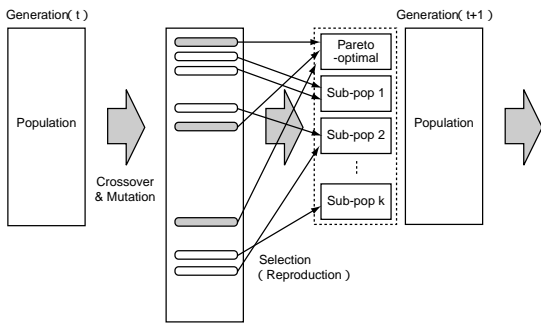 Generation( t )
Population
Crossover
& Mutation
Selection
( Reproduction )
Pareto
-optimal
Sub-pop 1
Sub-pop 2
Sub-pop k
Generation( t+1 )
Population